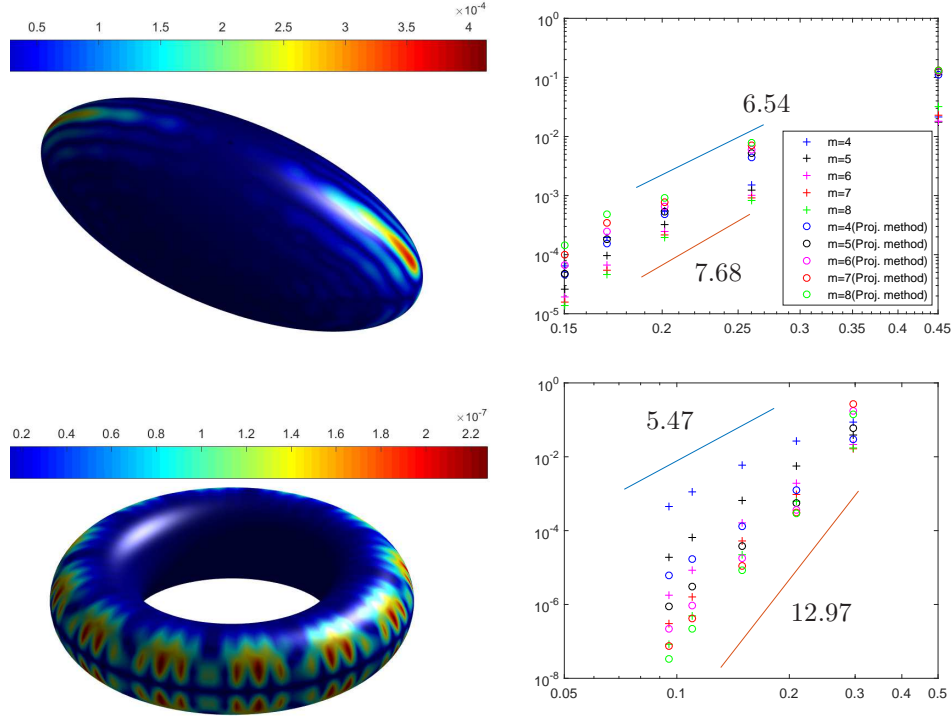 ×10^-4
0.5 1 1.5 2 2.5 3 3.5 4
10^0
10^-1
10^-2
10^-3
10^-4
10^-5
6.54
7.68
m=4
m=5
m=6
m=7
m=8
m=4(Proj. method)
m=5(Proj. method)
m=6(Proj. method)
m=7(Proj. method)
m=8(Proj. method)
0.15 0.2 0.25 0.3 0.35 0.4 0.45
×10^-7
0.2 0.4 0.6 0.8 1 1.2 1.4 1.6 1.8 2 2.2
10^0
10^-2
10^-4
10^-6
10^-8
5.47
12.97
0.05 0.1 0.2 0.3 0.4 0.5